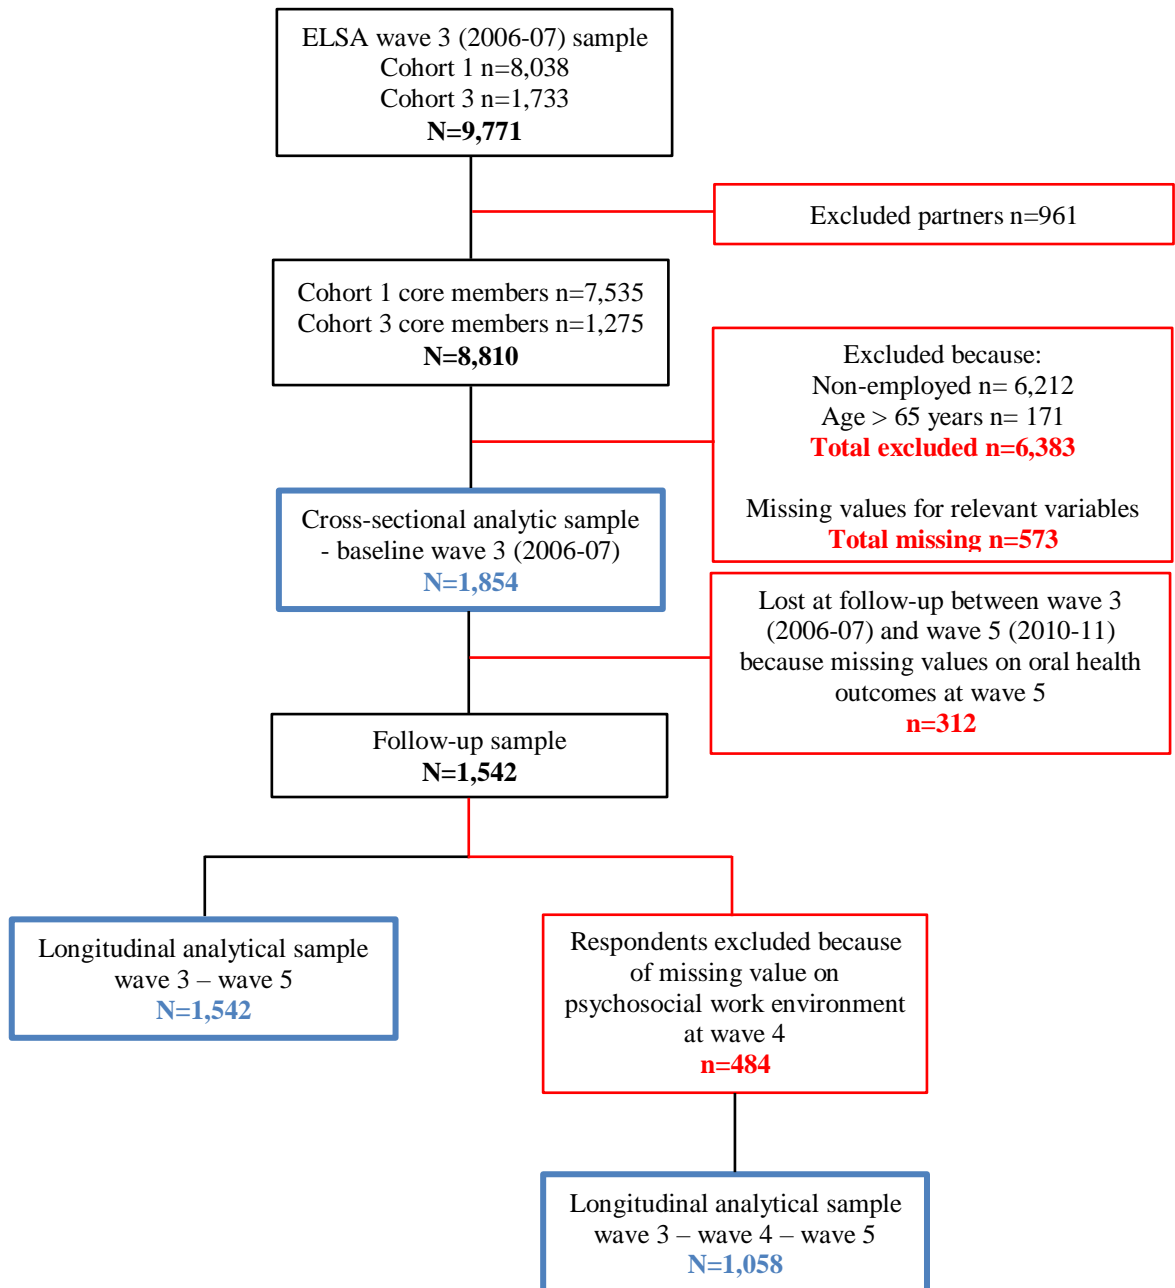 ELSA wave 3 (2006-07) sample
Cohort 1 n=8,038
Cohort 3 n=1,733
N=9,771
Excluded partners n=961
Cohort 1 core members n=7,535
Cohort 3 core members n=1,275
N=8,810
Excluded because:
Non-employed n= 6,212
Age > 65 years n= 171
Total excluded n=6,383
Missing values for relevant variables
Total missing n=573
Cross-sectional analytic sample
- baseline wave 3 (2006-07)
N=1,854
Lost at follow-up between wave 3
(2006-07) and wave 5 (2010-11)
because missing values on oral health
outcomes at wave 5
n=312
Follow-up sample
N=1,542
Longitudinal analytical sample
wave 3 – wave 5
N=1,542
Respondents excluded because
of missing value on
psychosocial work environment
at wave 4
n=484
Longitudinal analytical sample
wave 3 – wave 4 – wave 5
N=1,058